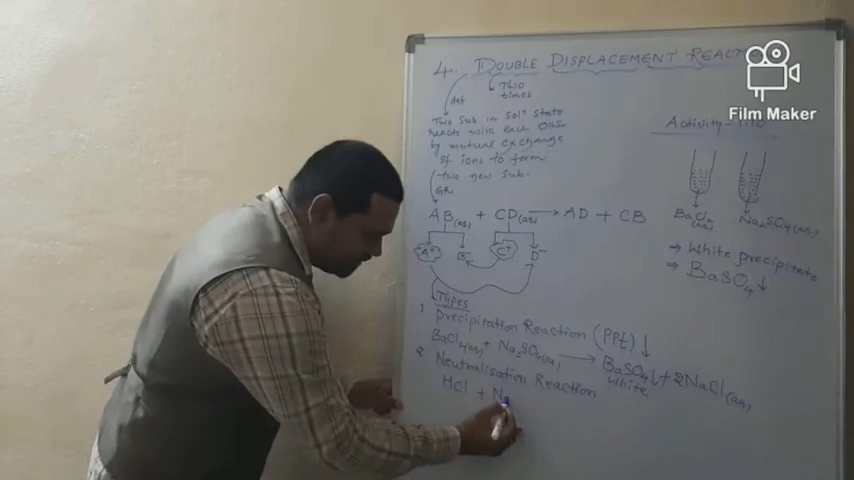 4. DOUBLE DISPLACEMENT REACT
Two times
def
Two Sub. in Solⁿ state
reacts with each other
by mutual exchange
of ions to form
two new sub.
GR
AB(aq) + CD(aq) → AD + CB
A⁺ B⁻ C⁺ D⁻
Types
1 Precipitation Reaction (PPt) ↓
BaCl₂(aq) + Na₂SO₄(aq) → BaSO₄↓ + 2NaCl(aq)
White
2 Neutralisation Reaction
HCl + N
Activity
BaCl₂(aq) Na₂SO₄(aq)
→ White precipitate
→ BaSO₄↓
Film Maker